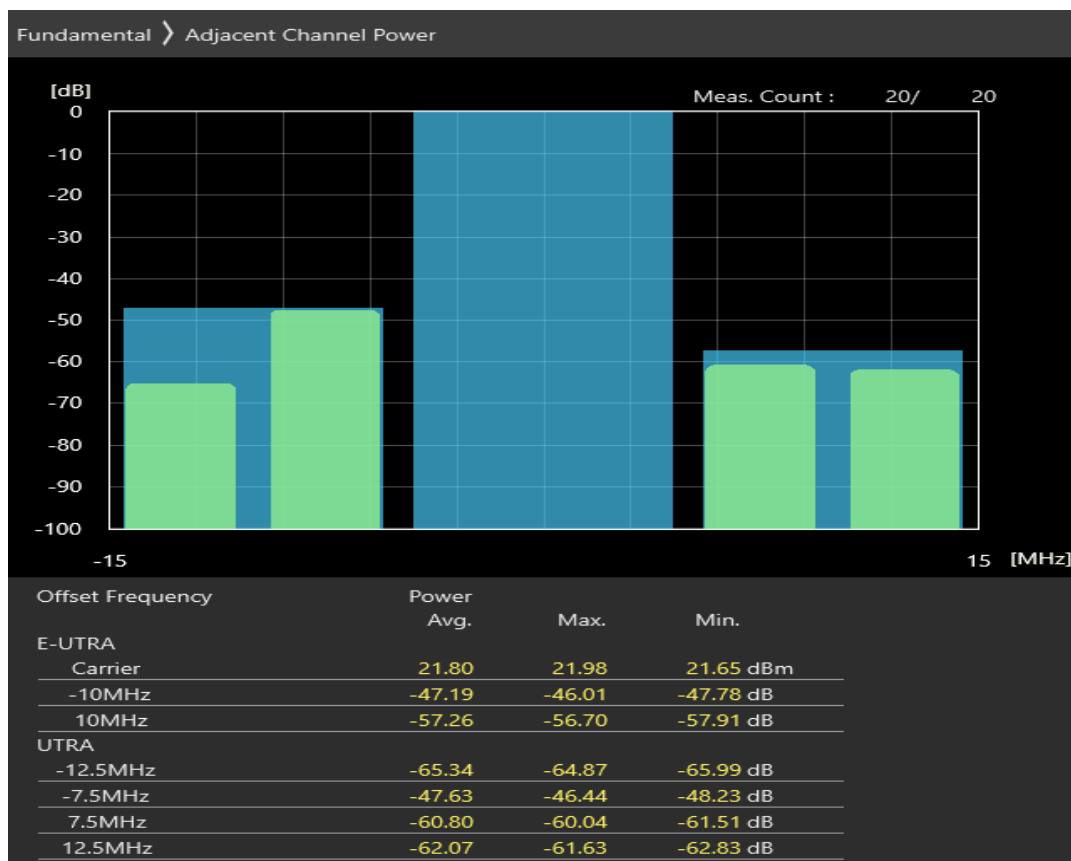 Fundamental ❯ Adjacent Channel Power
[dB]
Meas. Count : 20/ 20
0
-10
-20
-30
-40
-50
-60
-70
-80
-90
-100
-15 15 [MHz]
Offset Frequency Power
Avg. Max. Min.
E-UTRA
Carrier 21.80 21.98 21.65 dBm
-10MHz -47.19 -46.01 -47.78 dB
10MHz -57.26 -56.70 -57.91 dB
UTRA
-12.5MHz -65.34 -64.87 -65.99 dB
-7.5MHz -47.63 -46.44 -48.23 dB
7.5MHz -60.80 -60.04 -61.51 dB
12.5MHz -62.07 -61.63 -62.83 dB